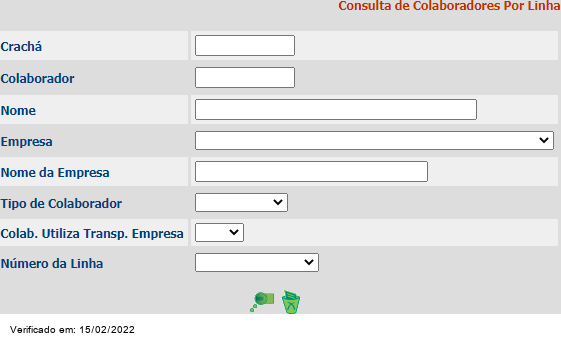 Consulta de Colaboradores Por Linha
Crachá
Colaborador
Nome
Empresa
Nome da Empresa
Tipo de Colaborador
Colab. Utiliza Transp. Empresa
Número da Linha
Verificado em: 15/02/2022